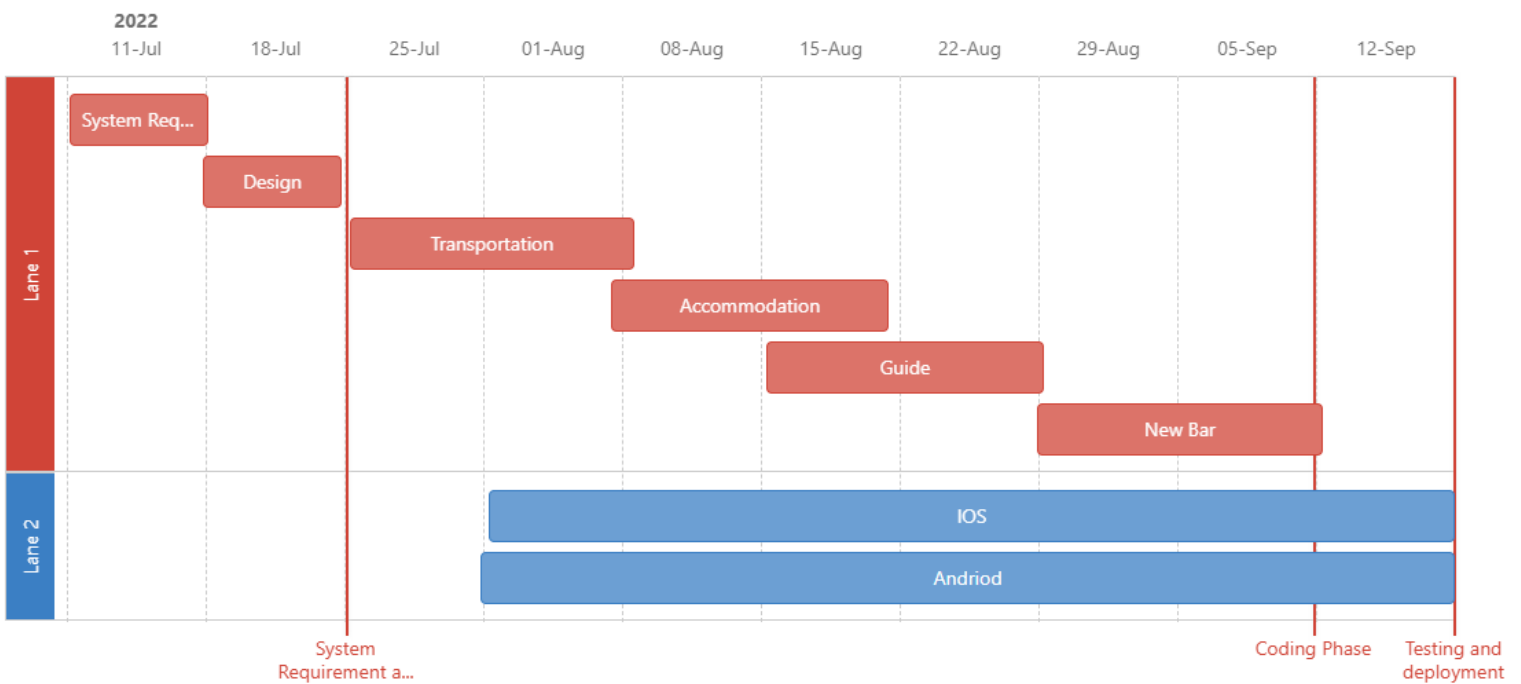 2022
11-Jul 18-Jul 25-Jul 01-Aug 08-Aug 15-Aug 22-Aug 29-Aug 05-Sep 12-Sep
Lane 1
System Req...
Design
Transportation
Accommodation
Guide
New Bar
Lane 2
IOS
Andriod
System
Requirement a...
Coding Phase
Testing and
deployment